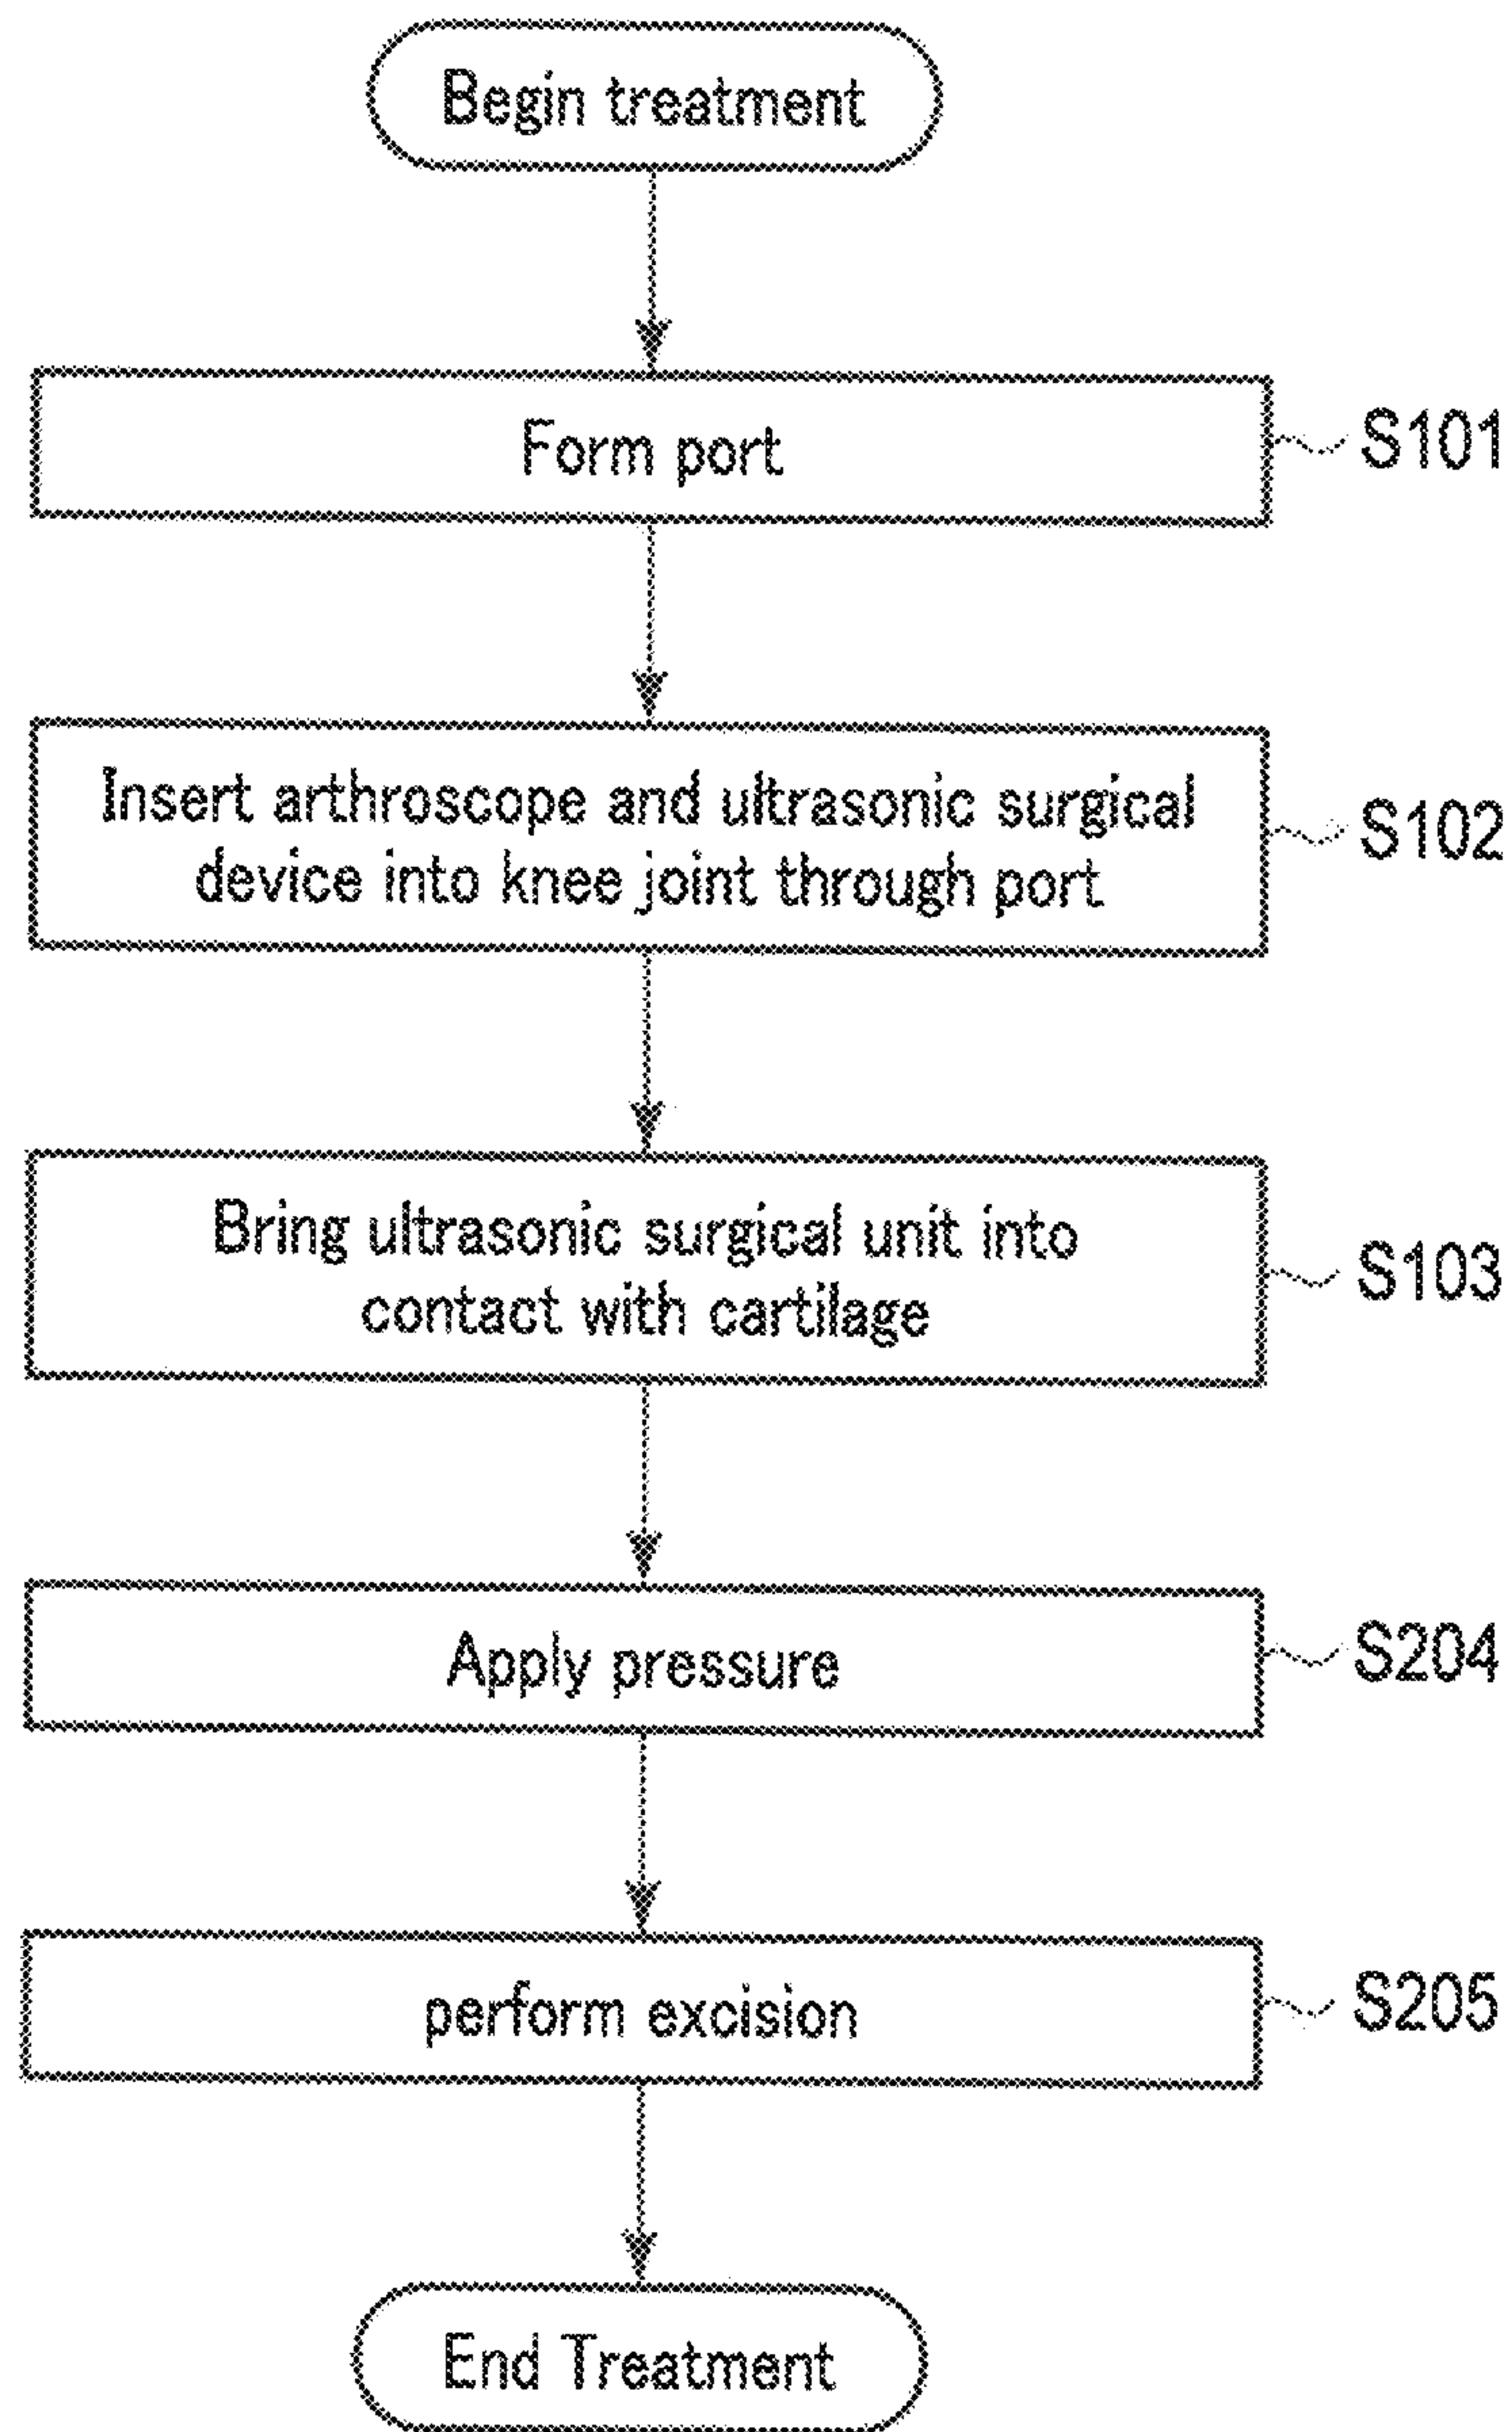 Begin treatment
Form port
S101
Insert arthroscope and ultrasonic surgical
device into knee joint through port
S102
Bring ultrasonic surgical unit into
contact with cartilage
S103
Apply pressure
S204
perform excision
S205
End Treatment